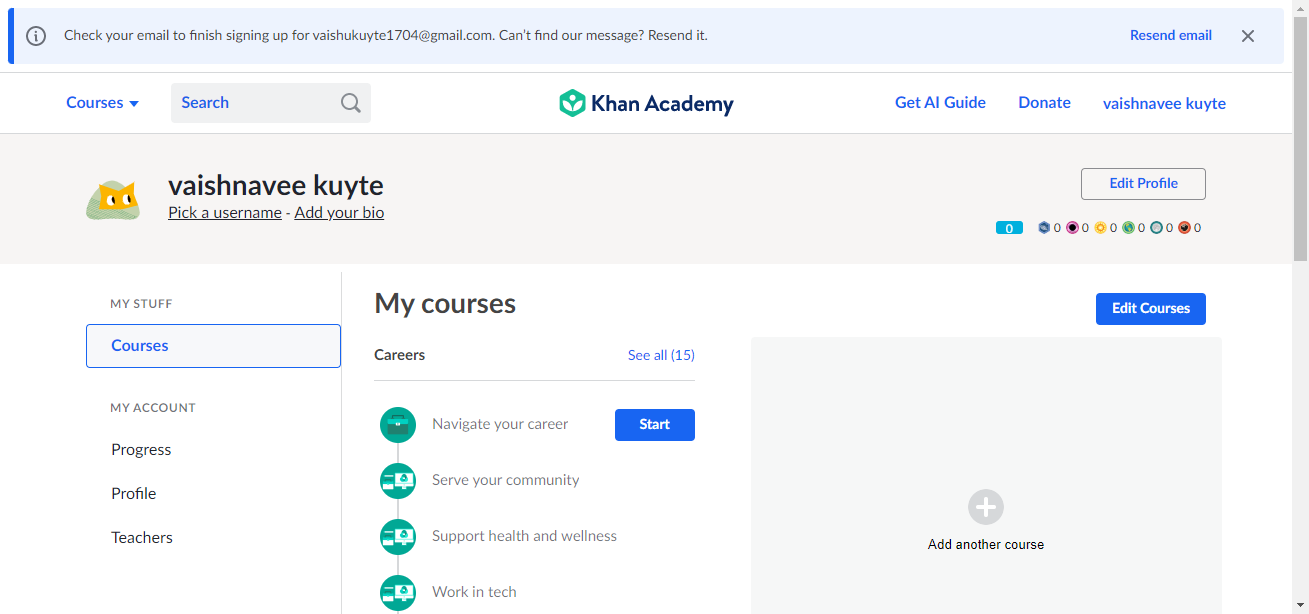 Check your email to finish signing up for vaishukuyte1704@gmail.com. Can't find our message? Resend it.
Resend email
Courses
Search
Khan Academy
Get AI Guide
Donate
vaishnavee kuyte
vaishnavee kuyte
Pick a username - Add your bio
Edit Profile
0 0 0 0 0 0 0
MY STUFF
Courses
MY ACCOUNT
Progress
Profile
Teachers
My courses
Edit Courses
Careers
See all (15)
Navigate your career
Start
Serve your community
Support health and wellness
Work in tech
Add another course